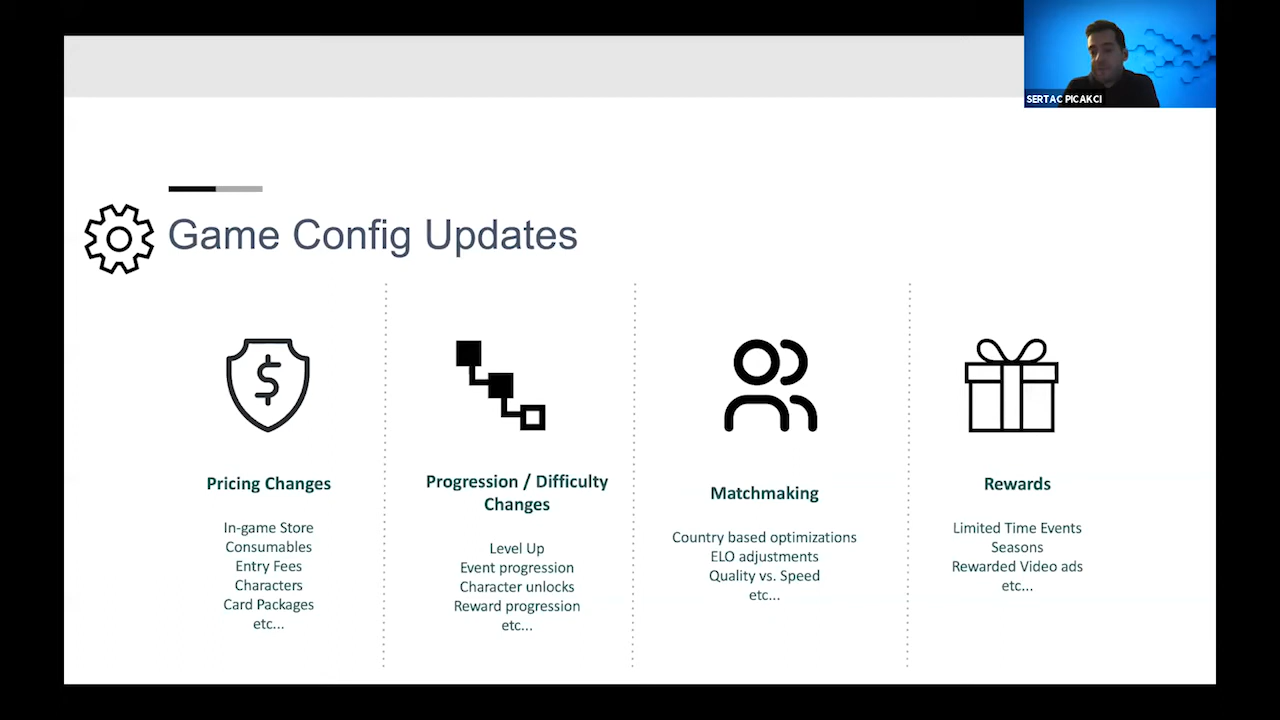 SERTAC PICAKCI
Game Config Updates
$
Pricing Changes
In-game Store
Consumables
Entry Fees
Characters
Card Packages
etc...
Progression / Difficulty
Changes
Level Up
Event progression
Character unlocks
Reward progression
etc...
Matchmaking
Country based optimizations
ELO adjustments
Quality vs. Speed
etc...
Rewards
Limited Time Events
Seasons
Rewarded Video ads
etc...